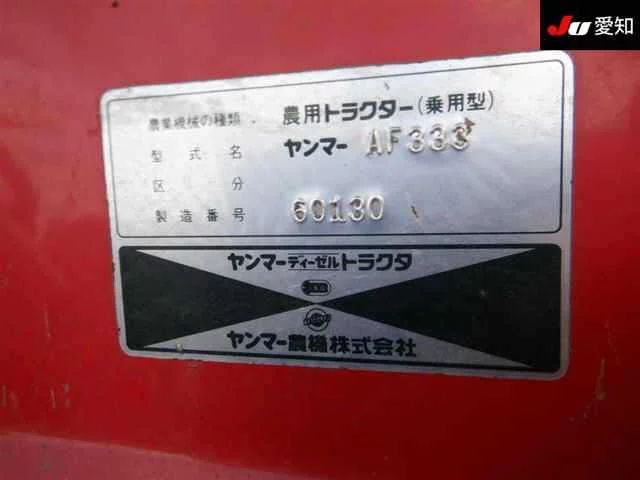 JU 愛知
農業機械の種類 農用トラクター(乗用型)
型式名 ヤンマー AF333
区分
製造番号 60130
ヤンマーディーゼルトラクタ
ヤンマー農機株式会社